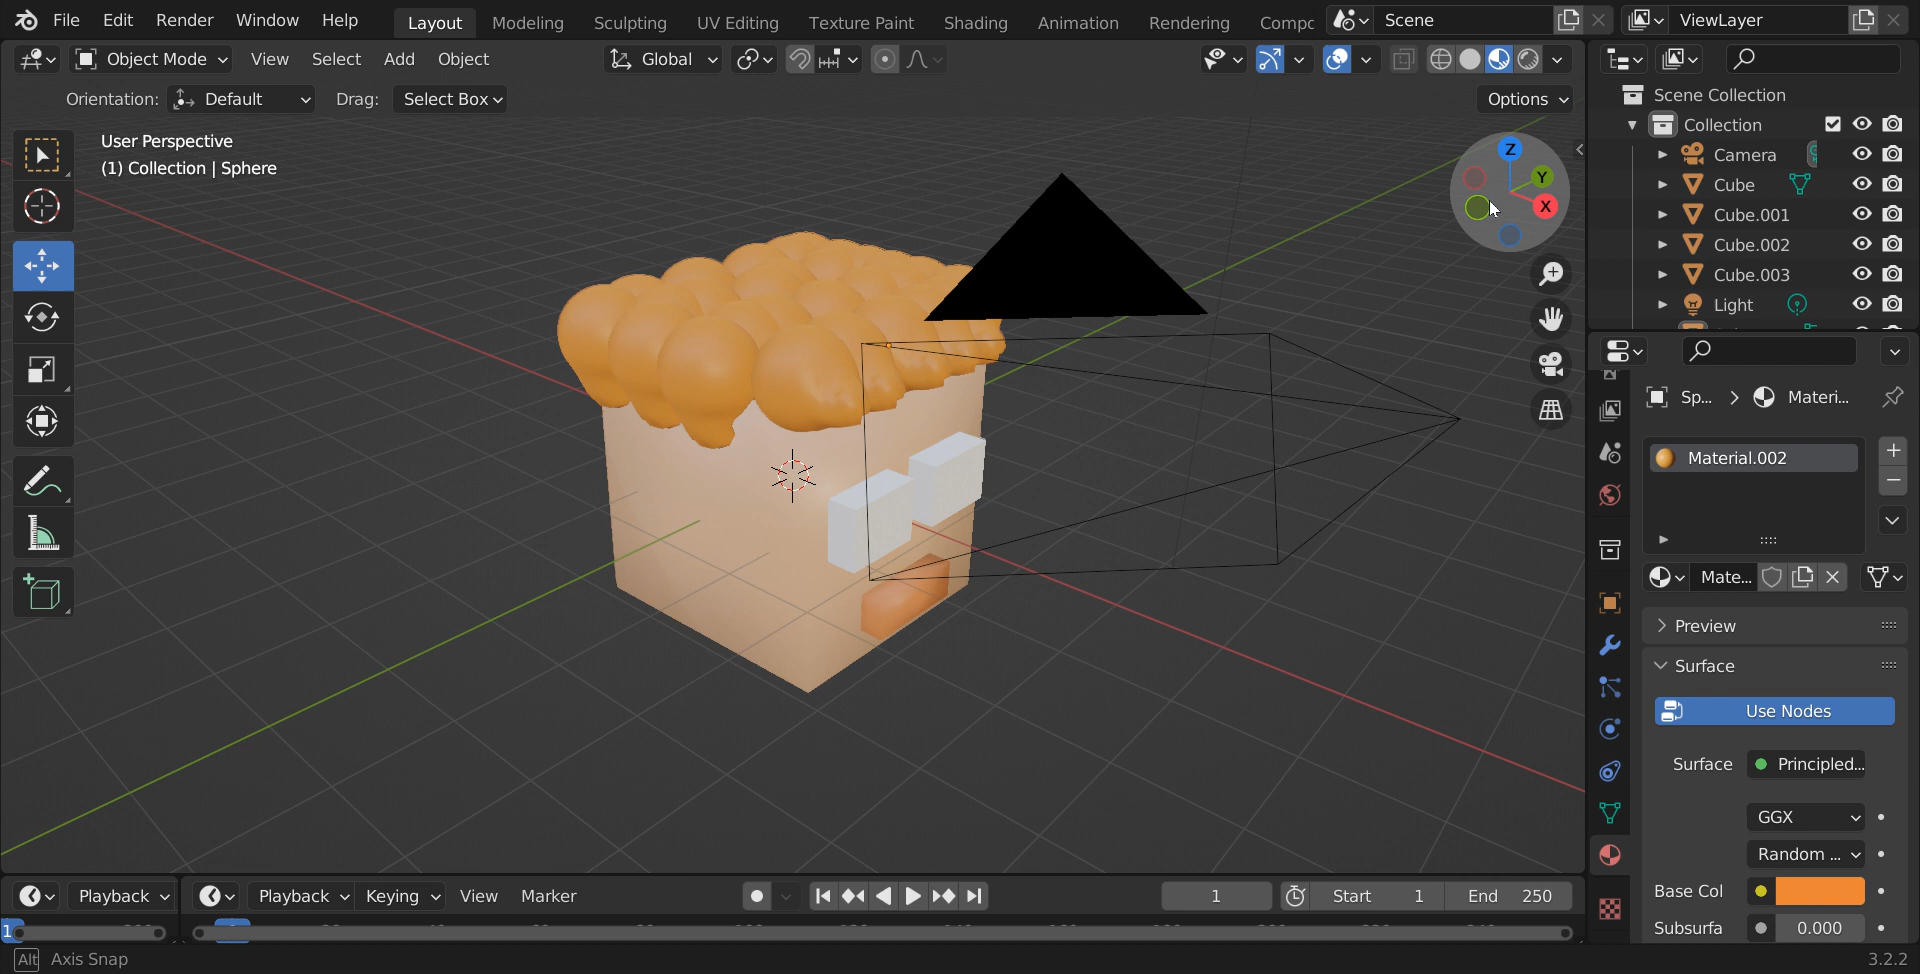 File Edit Render Window Help Layout Modeling Sculpting UV Editing Texture Paint Shading Animation Rendering Compc Scene ViewLayer
Object Mode View Select Add Object Global
Orientation: Default Drag: Select Box Options
User Perspective
(1) Collection | Sphere
Z
Y
X
Scene Collection
Collection
Camera
Cube
Cube.001
Cube.002
Cube.003
Light
Sp... Materi...
Material.002
Mate...
Preview
Surface
Use Nodes
Surface Principled...
GGX
Random ...
Base Col
Subsurfa 0.000
Playback Playback Keying View Marker 1 Start 1 End 250
1
Alt Axis Snap 3.2.2